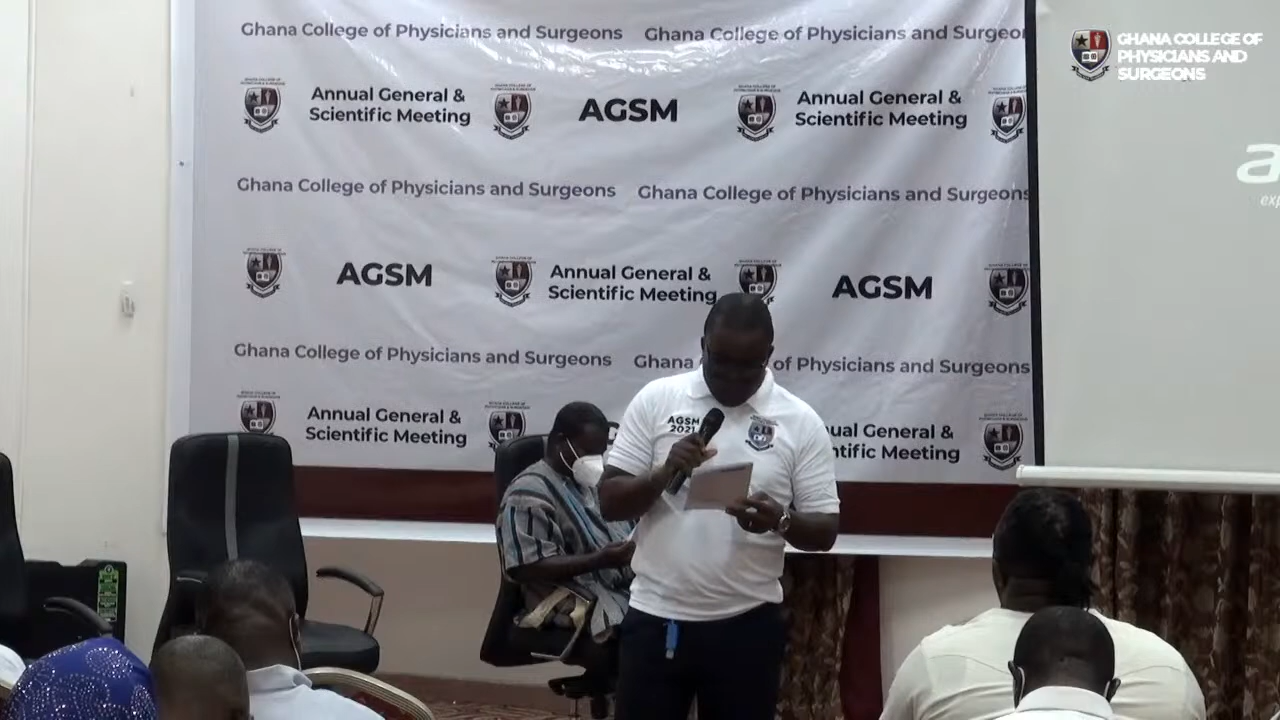 Ghana College of Physicians and Surgeons Ghana College of Physicians and Surgeo
GHANA COLLEGE OF
PHYSICIANS AND
SURGEONS
Annual General &
Scientific Meeting
AGSM
Annual General &
Scientific Meeting
Ghana College of Physicians and Surgeons Ghana College of Physicians and Surgeons
AGSM
Annual General &
Scientific Meeting
AGSM
Ghana College of Physicians and Surgeons Ghana of Physicians and Surgeons
Annual General &
Scientific Meeting
AGSM
2021
ual General &
ntific Meeting